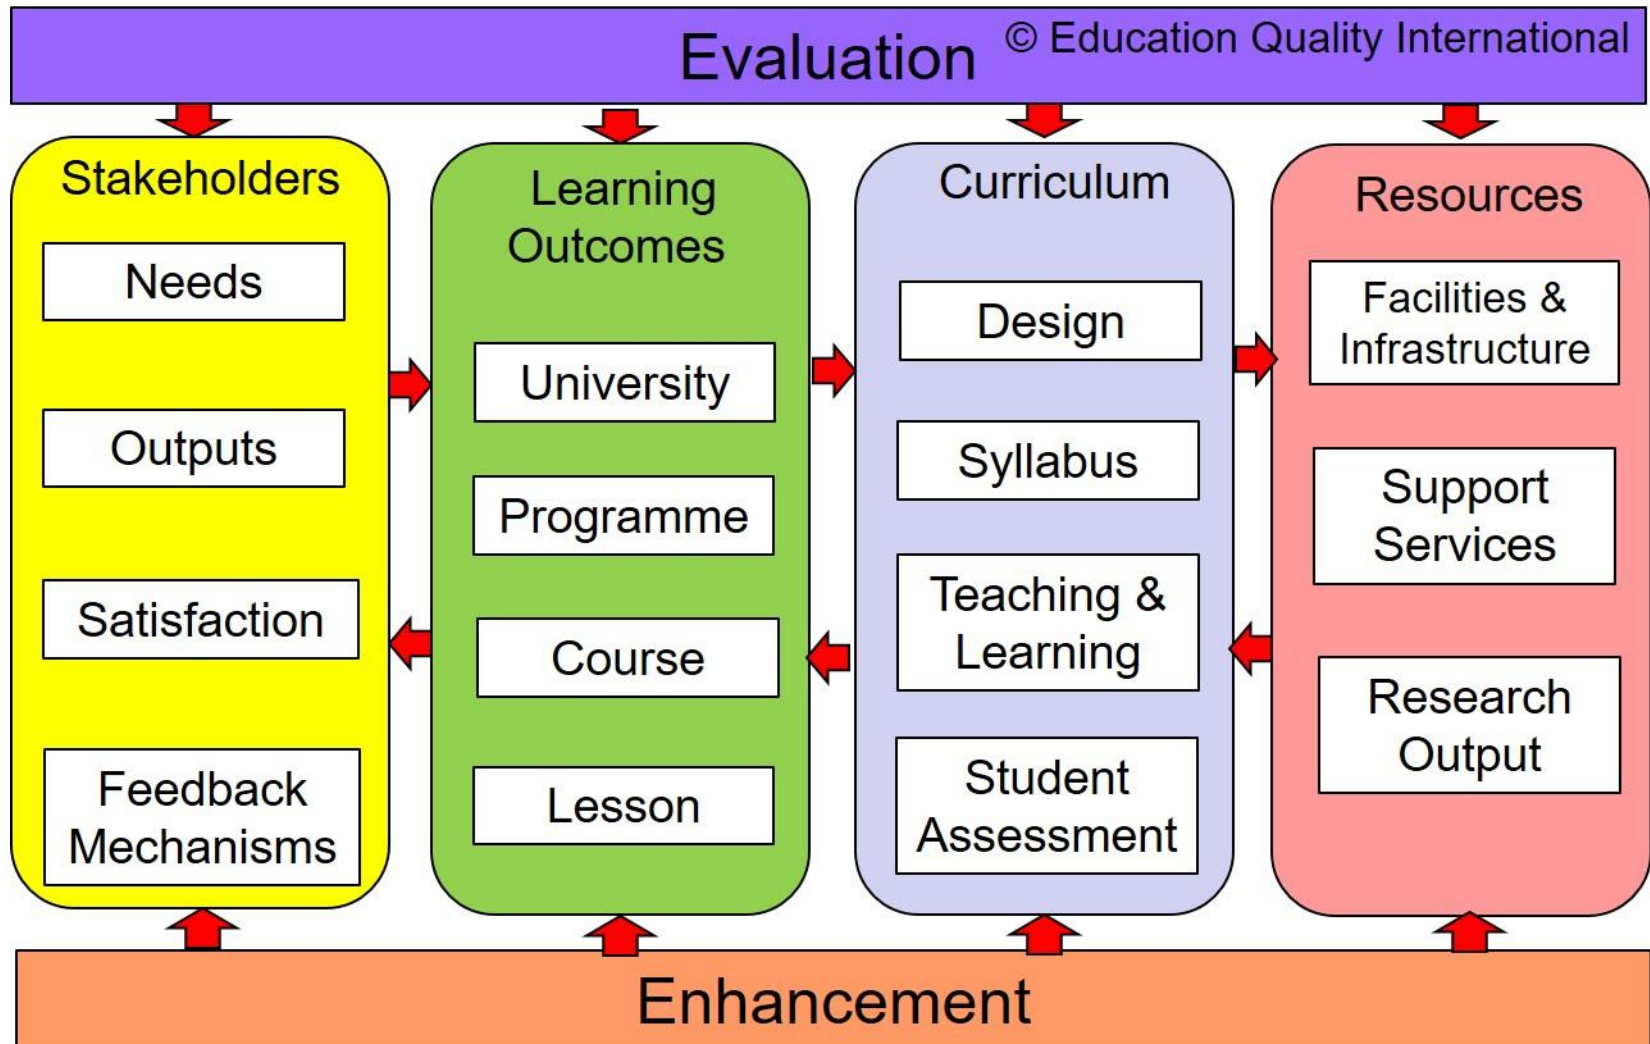 Evaluation
© Education Quality International
Stakeholders
Needs
Outputs
Satisfaction
Feedback
Mechanisms
Learning
Outcomes
University
Programme
Course
Lesson
Curriculum
Design
Syllabus
Teaching &
Learning
Student
Assessment
Resources
Facilities &
Infrastructure
Support
Services
Research
Output
Enhancement